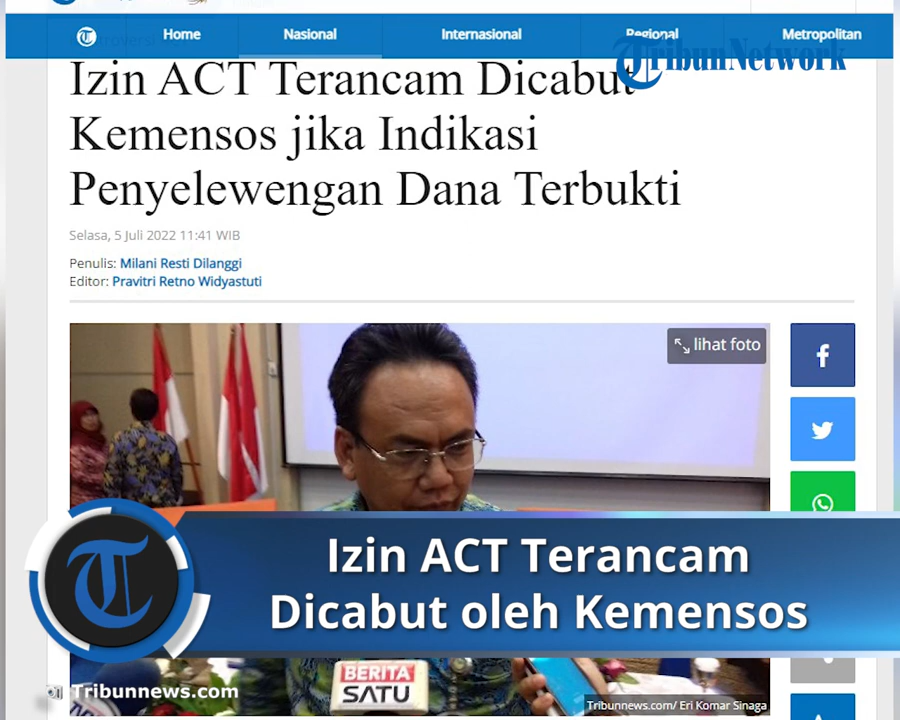 Home Nasional Internasional Regional Metropolitan
TribunNetwork
Izin ACT Terancam Dicabut
Kemensos jika Indikasi
Penyelewengan Dana Terbukti
Selasa, 5 Juli 2022 11:41 WIB
Penulis: Milani Resti Dilanggi
Editor: Pravitri Retno Widyastuti
lihat foto
Izin ACT Terancam
Dicabut oleh Kemensos
BERITA
SATU
Tribunnews.com
Tribunnews.com/ Eri Komar Sinaga